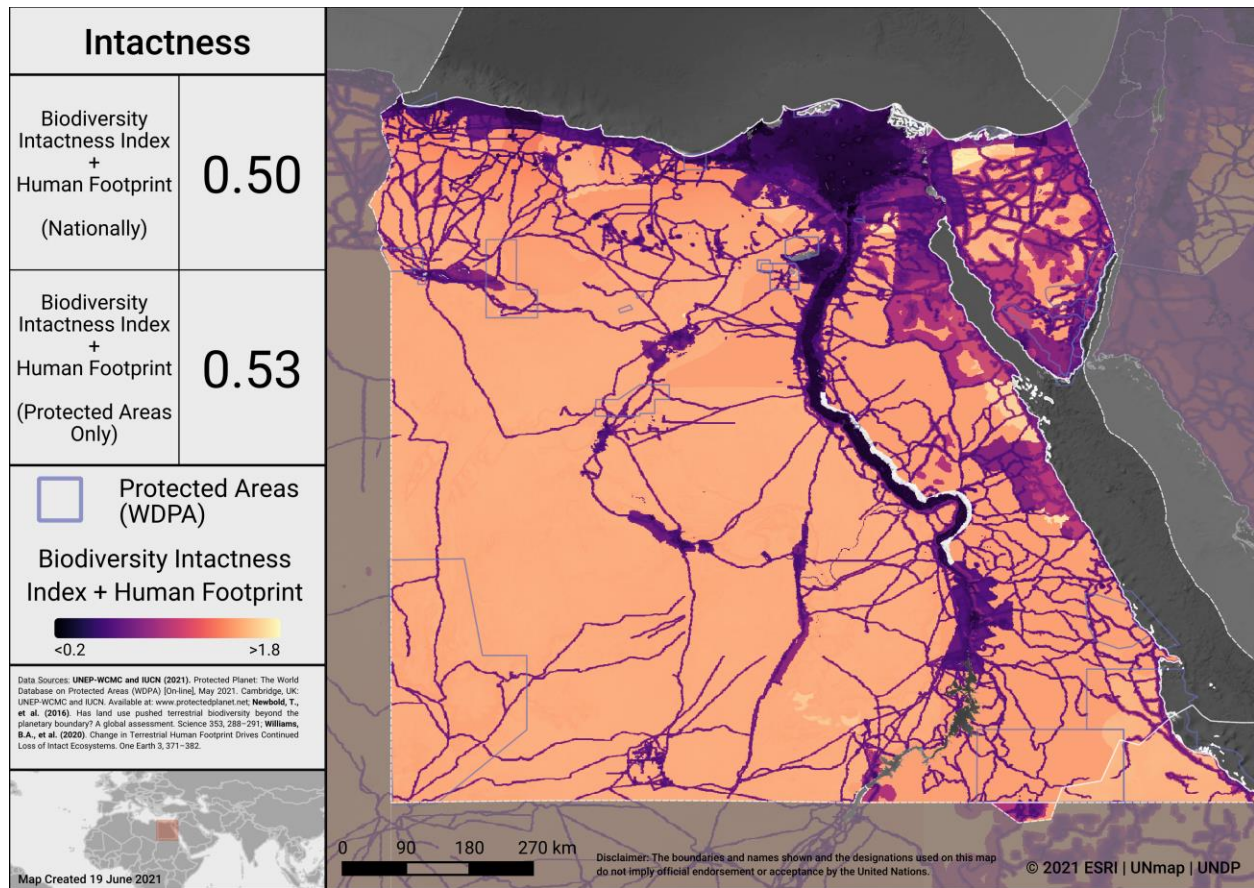 Intactness
Biodiversity
Intactness Index
+
Human Footprint
(Nationally)
0.50
Biodiversity
Intactness Index
+
Human Footprint
(Protected Areas
Only)
0.53
Protected Areas
(WDPA)
Biodiversity Intactness
Index + Human Footprint
<0.2
>1.8
Data Sources: UNEP-WCMC and IUCN (2021). Protected Planet: The World
Database on Protected Areas (WDPA) [On-line], May 2021. Cambridge, UK:
UNEP-WCMC and IUCN. Available at: www.protectedplanet.net; Newbold, T.,
et al. (2016). Has land use pushed terrestrial biodiversity beyond the
planetary boundary? A global assessment. Science 353, 288–291; Williams,
B.A., et al. (2020). Change in Terrestrial Human Footprint Drives Continued
Loss of Intact Ecosystems. One Earth 3, 371–382.
Map Created 19 June 2021
0 90 180 270 km
Disclaimer: The boundaries and names shown and the designations used on this map
do not imply official endorsement or acceptance by the United Nations.
© 2021 ESRI | UNmap | UNDP